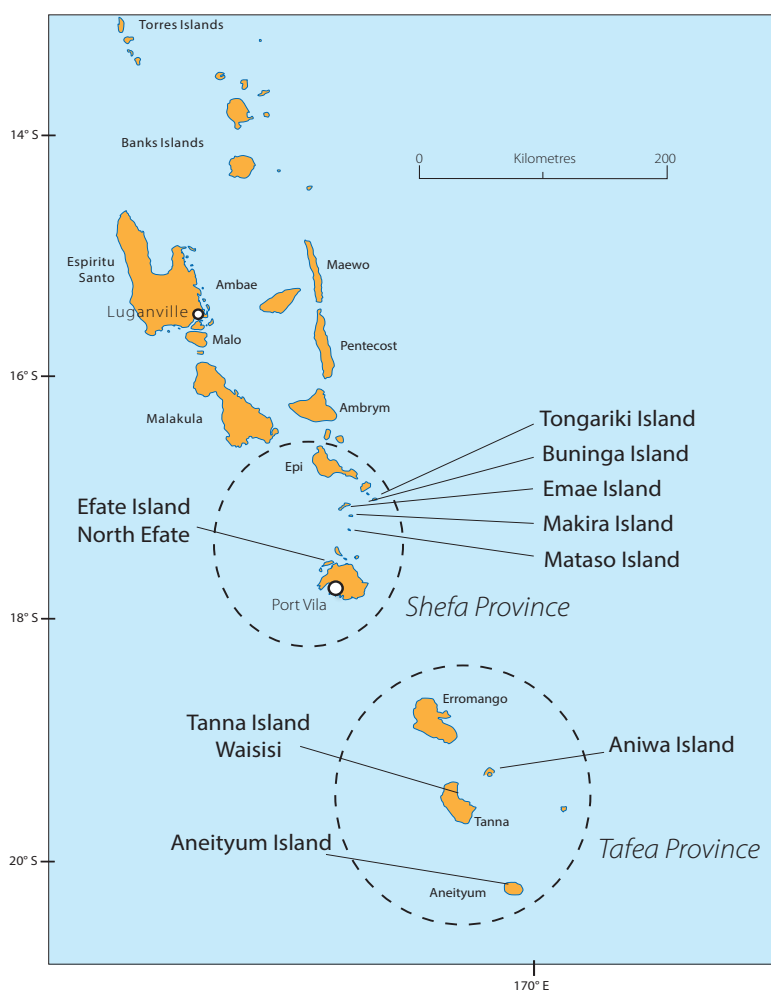 Torres Islands
14° S
Banks Islands
0
Kilometres
200
Espiritu
Santo
Ambae
Maewo
Luganville
Malo
Pentecost
16° S
Malakula
Ambrym
Tongariki Island
Buninga Island
Emae Island
Makira Island
Mataso Island
Epi
Efate Island
North Efate
Port Vila
Shefa Province
18° S
Erromango
Tanna Island
Waisisi
Aniwa Island
Tanna
Aneityum Island
Tafea Province
20° S
Aneityum
170° E